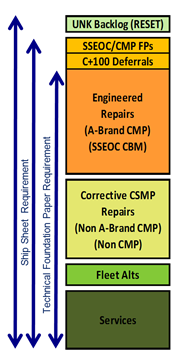 UNK Backlog (RESET)
SSEOC/CMP FPs
C+100 Deferrals
Engineered
Repairs
(A-Brand CMP)
(SSEOC CBM)
Corrective CSMP
Repairs
(Non A-Brand CMP)
(Non CMP)
Fleet Alts
Services
Ship Sheet Requirement
Technical Foundation Paper Requirement